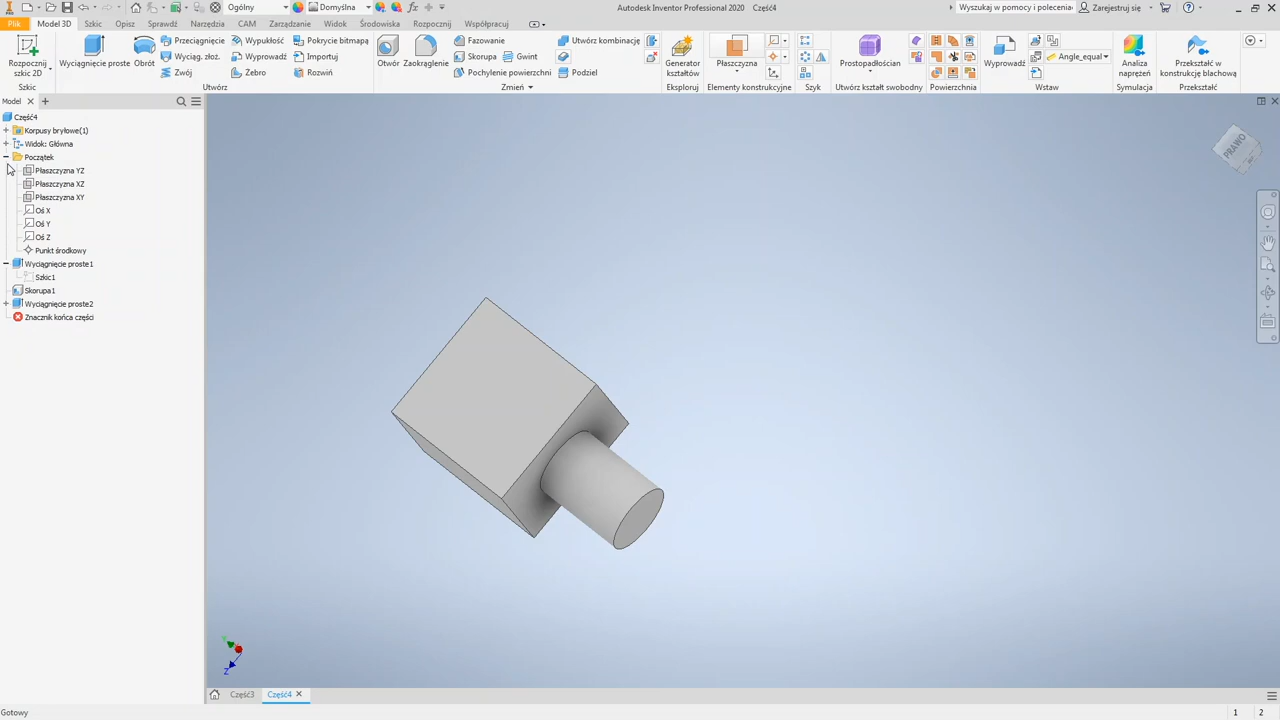 PRO
Ogólny
Domyślna
Autodesk Inventor Professional 2020 Część4
Wyszukaj w pomocy i polecenia
Zarejestruj się
Plik Model 3D Szkic Opisz Sprawdź Narzędzia CAM Zarządzanie Widok Środowiska Rozpocznij Współpracuj
Rozpocznij szkic 2D
Wyciągnięcie proste
Obrót
Przeciągnięcie
Wyciąg. złoż.
Zwój
Wypukłość
Wprowadź
Żebro
Pokrycie bitmapą
Importuj
Rozwiń
Otwór
Zaokrąglenie
Fazowanie
Skorupa
Gwint
Pochylenie powierzchni
Utwórz kombinację
Podziel
Generator kształtów
Płaszczyzna
Prostopadłościan
Wyprowadź
Angle_equal
Analiza naprężeń
Przekształć w konstrukcję blachową
Szkic Utwórz Zmień Eksploruj Elementy konstrukcyjne Szyk Utwórz kształt swobodny Powierzchnia Wstaw Symulacja Przekształć
Model
Część4
Korpusy bryłowe(1)
Widok: Główna
Początek
Płaszczyzna YZ
Płaszczyzna XZ
Płaszczyzna XY
Oś X
Oś Y
Oś Z
Punkt środkowy
Wyciągnięcie proste1
Szkic1
Skorupa1
Wyciągnięcie proste2
Znacznik końca części
PRAWO
Y
Z
Część3 Część4
Gotowy
1 2